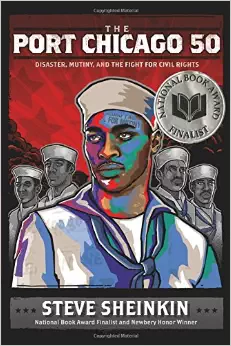 THE
PORT CHICAGO 50
DISASTER, MUTINY, AND THE FIGHT FOR CIVIL RIGHTS
NATIONAL BOOK AWARD
FINALIST
STEVE SHEINKIN
National Book Award Finalist and Newbery Honor Winner